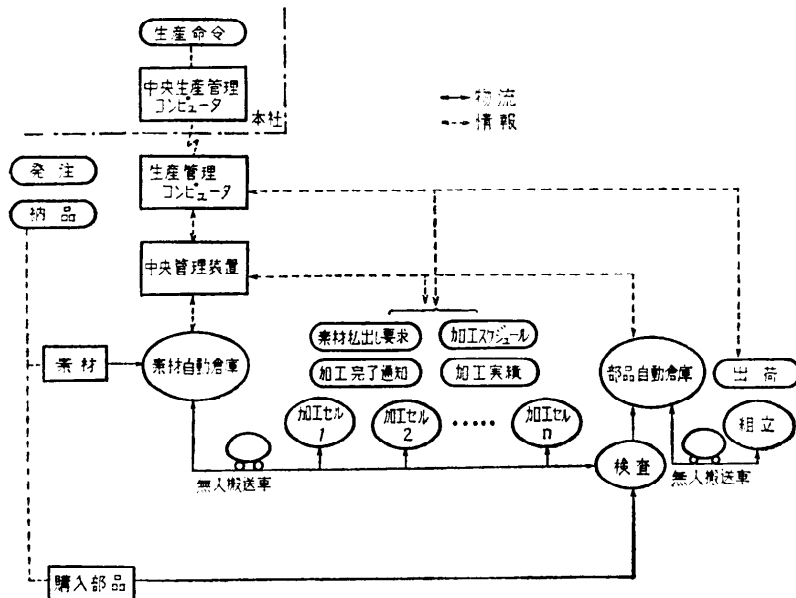 生産命令
中央生産管理
コンピュータ
本社
物流
情報
発注
納品
生産管理
コンピュータ
中央管理装置
素材払出し要求
加工スケジュール
加工完了通知
加工実績
素材
素材自動倉庫
部品自動倉庫
出荷
加工セル
1
加工セル
2
・・・・・
加工セル
n
組立
検査
無人搬送車
無人搬送車
購入部品